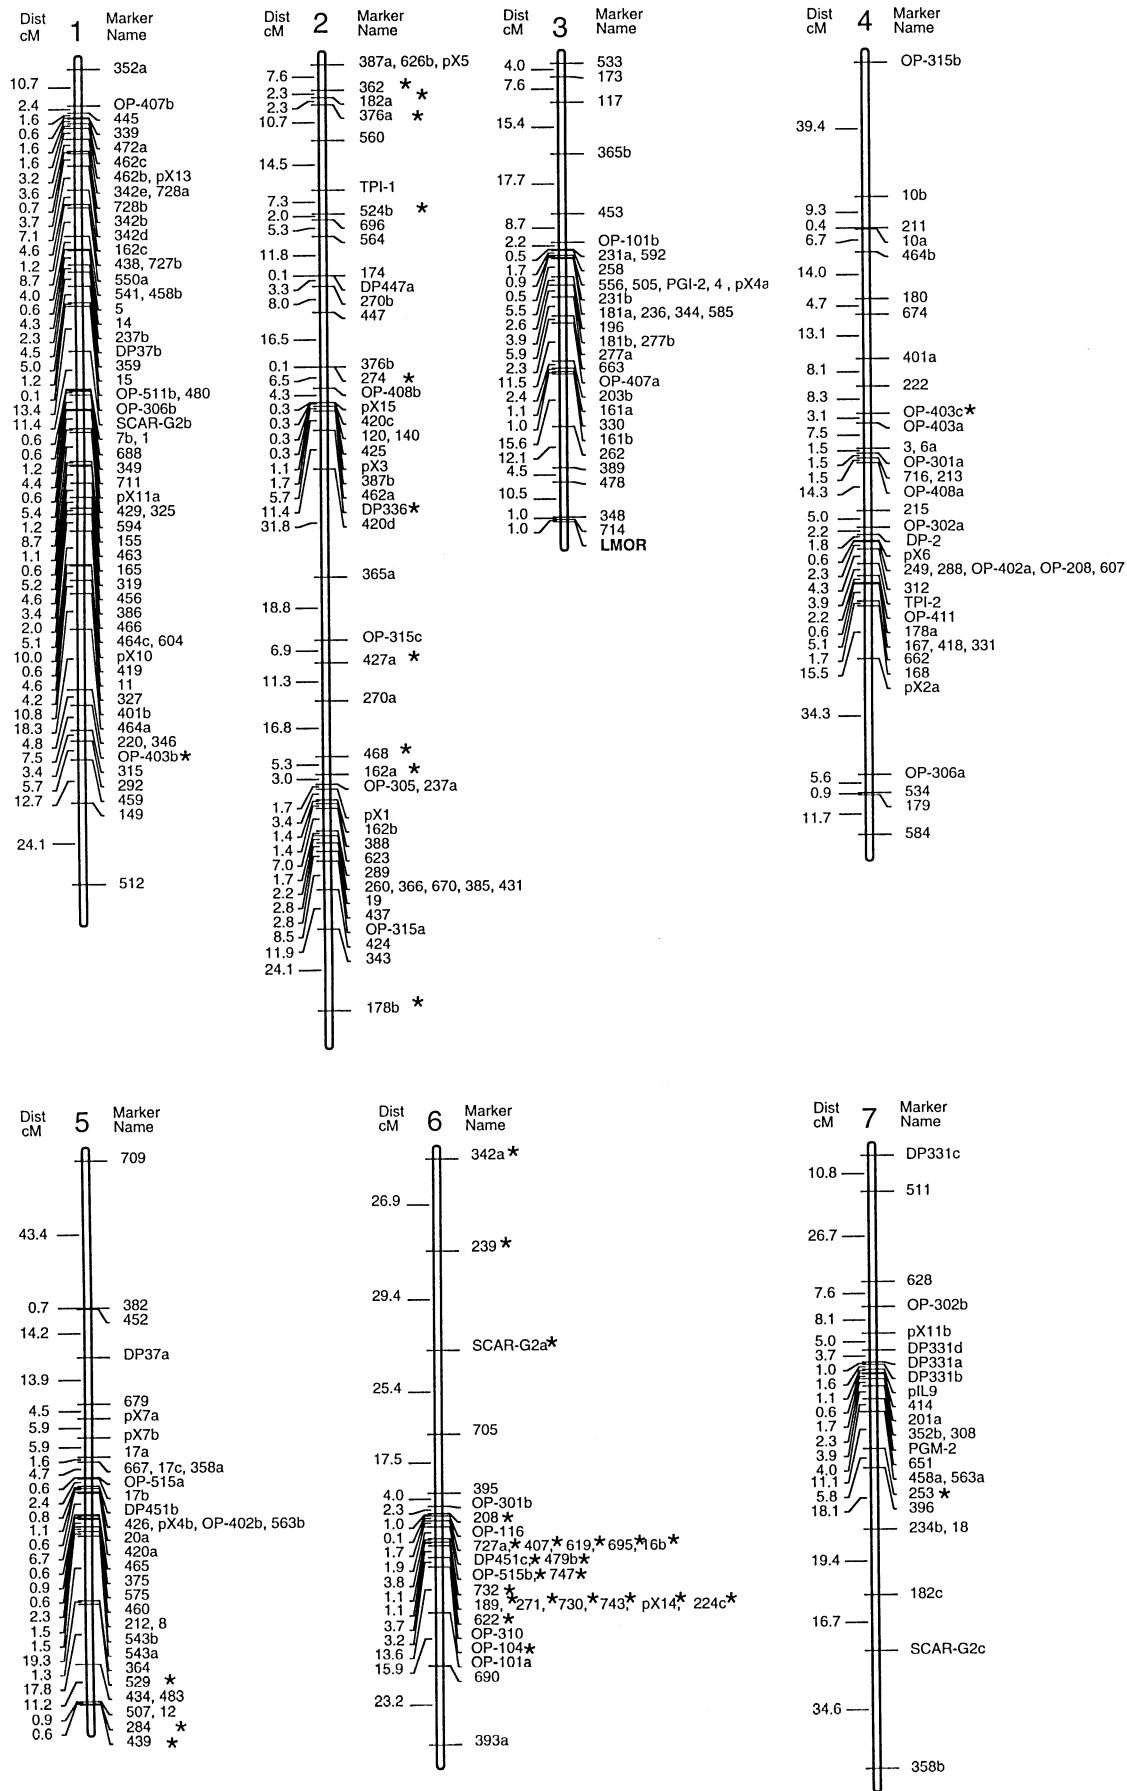 Dist cM 1 Marker Name
352a
10.7
OP-407b
2.4
445
1.6
339
0.6
472a
1.6
462c
1.6
462b, pX13
3.2
342e, 728a
3.6
728b
0.7
342b
3.7
342d
7.1
162c
4.6
438, 727b
1.2
550a
8.7
541, 458b
4.0
5
0.6
14
4.3
237b
2.3
DP37b
4.5
359
5.0
15
1.2
OP-511b, 480
0.1
OP-306b
13.4
SCAR-G2b
11.4
7b, 1
0.6
688
0.6
349
1.2
711
4.4
pX11a
0.6
429, 325
5.4
594
1.2
155
8.7
463
1.1
165
0.6
319
5.2
456
4.6
386
3.4
466
2.0
464c, 604
5.1
pX10
10.0
419
0.6
11
4.6
327
4.2
401b
10.8
464a
18.3
220, 346
4.8
OP-403b*
7.5
315
3.4
292
5.7
459
12.7
149
24.1
512
Dist cM 2 Marker Name
387a, 626b, pX5
7.6
362 *
2.3
182a *
2.3
376a *
10.7
560
14.5
TPI-1
7.3
524b *
2.0
696
5.3
564
11.8
174
0.1
DP447a
3.3
270b
8.0
447
16.5
376b
0.1
274 *
6.5
OP-408b
4.3
pX15
0.3
420c
0.3
120, 140
0.3
425
0.3
pX3
1.1
387b
1.7
462a
5.7
DP336*
11.4
420d
31.8
365a
18.8
OP-315c
6.9
427a *
11.3
270a
16.8
468 *
5.3
162a *
3.0
OP-305, 237a
1.7
pX1
3.4
162b
1.4
388
1.4
623
7.0
289
1.7
260, 366, 670, 385, 431
2.2
19
2.8
437
2.8
OP-315a
8.5
424
11.9
343
24.1
178b *
Dist cM 3 Marker Name
533
4.0
173
7.6
117
15.4
365b
17.7
453
8.7
OP-101b
2.2
231a, 592
0.5
258
1.7
556, 505, PGI-2, 4 , pX4a
0.9
231b
0.5
181a, 236, 344, 585
5.5
196
2.6
181b, 277b
3.9
277a
5.9
663
2.3
OP-407a
11.5
203b
2.4
161a
1.1
330
1.0
161b
15.6
262
12.1
389
4.5
478
10.5
348
1.0
714
1.0
LMOR
Dist cM 4 Marker Name
OP-315b
39.4
10b
9.3
211
0.4
10a
6.7
464b
14.0
180
4.7
674
13.1
401a
8.1
222
8.3
OP-403c*
3.1
OP-403a
7.5
3, 6a
1.5
OP-301a
1.5
716, 213
1.5
OP-408a
14.3
215
5.0
OP-302a
2.2
DP-2
1.8
pX6
0.6
249, 288, OP-402a, OP-208, 607
2.3
312
4.3
TPI-2
3.9
OP-411
2.2
178a
0.6
167, 418, 331
5.1
662
1.7
168
15.5
pX2a
34.3
OP-306a
5.6
534
0.9
179
11.7
584
Dist cM 5 Marker Name
709
43.4
382
0.7
452
14.2
DP37a
13.9
679
4.5
pX7a
5.9
pX7b
5.9
17a
1.6
667, 17c, 358a
4.7
OP-515a
0.6
17b
2.4
DP451b
0.8
426, pX4b, OP-402b, 563b
1.1
20a
0.6
420a
6.7
465
0.6
375
0.9
575
0.6
460
2.3
212, 8
1.5
543b
1.5
543a
19.3
364
1.3
529 *
17.8
434, 483
11.2
507, 12
0.9
284 *
0.6
439 *
Dist cM 6 Marker Name
342a *
26.9
239 *
29.4
SCAR-G2a*
25.4
705
17.5
395
4.0
OP-301b
2.3
208 *
1.0
OP-116
0.1
727a,* 407,* 619,* 695,* 16b*
1.7
DP451c,* 479b*
1.9
OP-515b,* 747*
3.8
732 *
1.1
189, *271, *730, *743,* pX14,* 224c*
1.1
622 *
3.7
OP-310
3.2
OP-104*
13.6
OP-101a
15.9
690
23.2
393a
Dist cM 7 Marker Name
DP331c
10.8
511
26.7
628
7.6
OP-302b
8.1
pX11b
5.0
DP331d
3.7
DP331a
1.0
DP331b
1.6
pIL9
1.1
414
0.6
201a
1.7
352b, 308
2.3
PGM-2
3.9
651
4.0
458a, 563a
11.1
253 *
5.8
396
18.1
234b, 18
19.4
182c
16.7
SCAR-G2c
34.6
358b